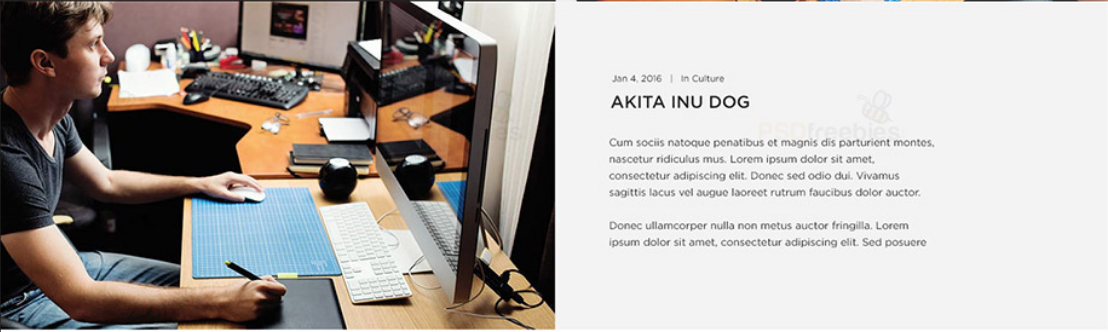 Jan 4, 2016 | In Culture
AKITA INU DOG
PSDfreebies
Cum sociis natoque penatibus et magnis dis parturient montes,
nascetur ridiculus mus. Lorem ipsum dolor sit amet,
consectetur adipiscing elit. Donec sed odio dui. Vivamus
sagittis lacus vel augue laoreet rutrum faucibus dolor auctor.
Donec ullamcorper nulla non metus auctor fringilla. Lorem
ipsum dolor sit amet, consectetur adipiscing elit. Sed posuere